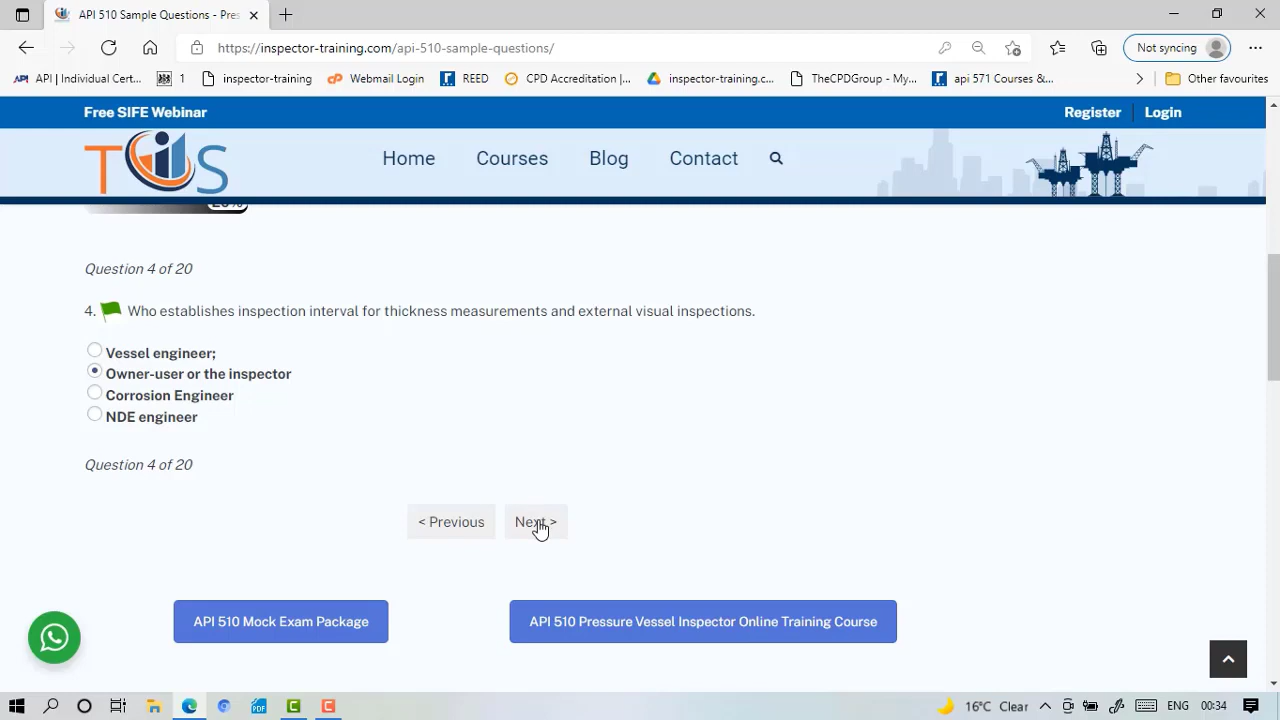 API 510 Sample Questions - Pres
https://inspector-training.com/api-510-sample-questions/
Not syncing
API | Individual Cert...
1
inspector-training
Webmail Login
REED
CPD Accreditation |...
inspector-training.c...
TheCPDGroup - My...
api 571 Courses &...
Other favourites
Free SIFE Webinar
Register
Login
TIS
Home
Courses
Blog
Contact
Question 4 of 20
4. Who establishes inspection interval for thickness measurements and external visual inspections.
Vessel engineer;
Owner-user or the inspector
Corrosion Engineer
NDE engineer
Question 4 of 20
< Previous
Next >
API 510 Mock Exam Package
API 510 Pressure Vessel Inspector Online Training Course
16°C Clear
ENG
00:34